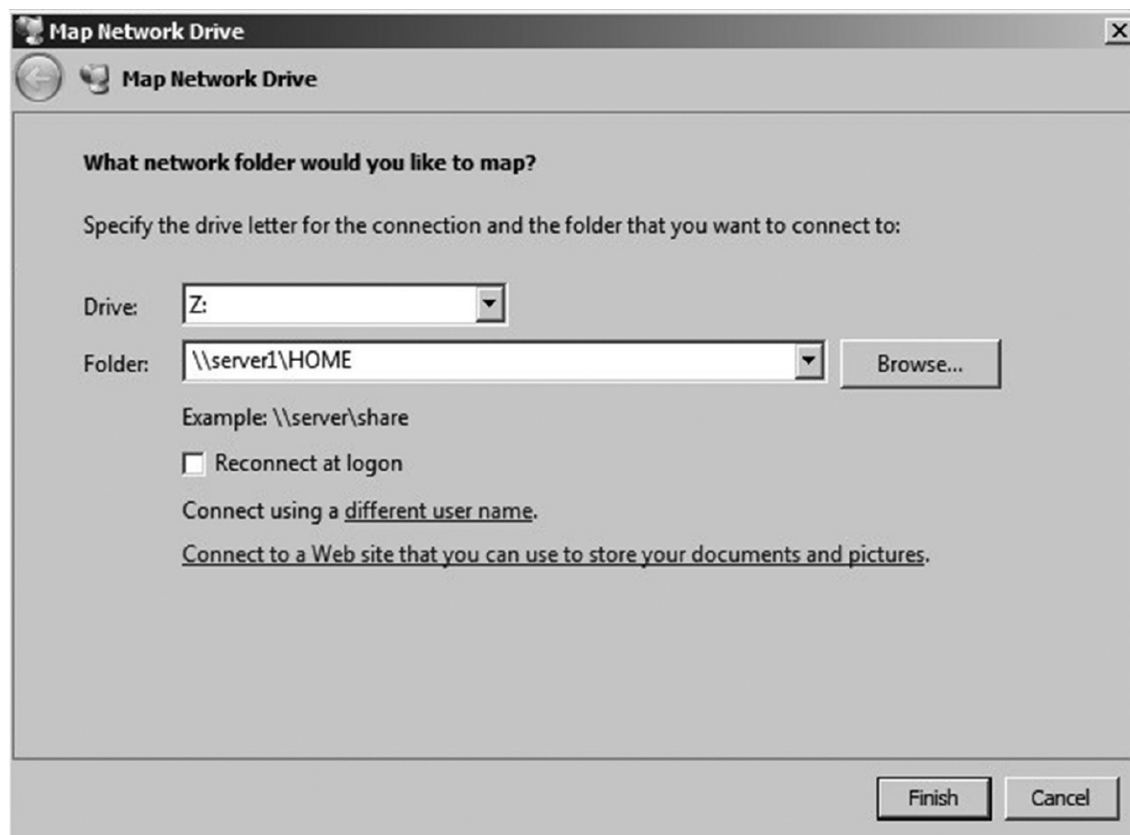 Map Network Drive
Map Network Drive
What network folder would you like to map?
Specify the drive letter for the connection and the folder that you want to connect to:
Drive: Z:
Folder: \\server1\HOME Browse...
Example: \\server\share
Reconnect at logon
Connect using a different user name.
Connect to a Web site that you can use to store your documents and pictures.
Finish Cancel